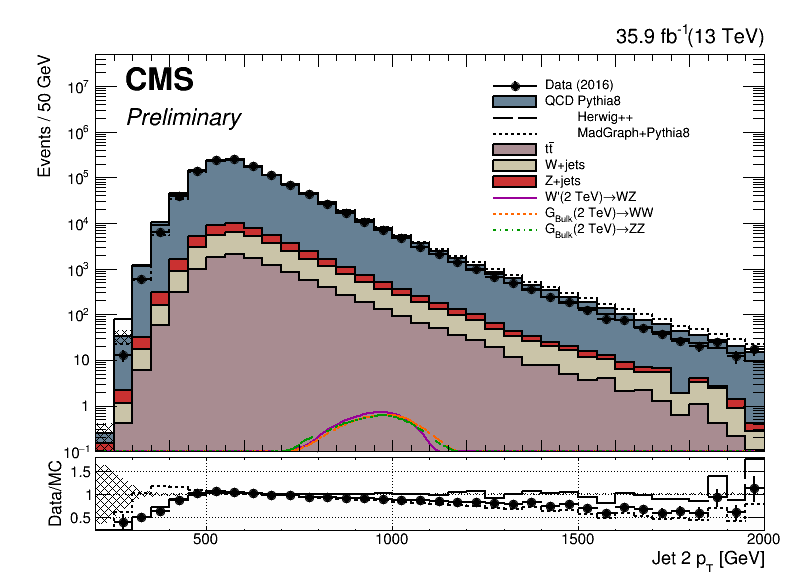 35.9 fb⁻¹(13 TeV)
Events / 50 GeV
CMS
Preliminary
10⁷
10⁶
10⁵
10⁴
10³
10²
10
1
10⁻¹
Data (2016)
QCD Pythia8
Herwig++
MadGraph+Pythia8
tt̄
W+jets
Z+jets
W'(2 TeV)→WZ
G_Bulk(2 TeV)→WW
G_Bulk(2 TeV)→ZZ
Data/MC
1.5
1
0.5
500 1000 1500 2000
Jet 2 p_T [GeV]